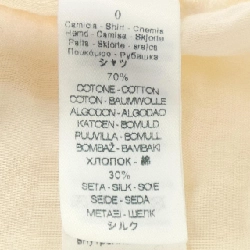 0
Camicia - Shirt - Chemise
Hemd - Camisa - Skjorte
Paita - Skjorte - srajca
Рубашка
シャツ
70%
COTONE - COTTON
COTON - BAUMWOLLE
ALGODON - ALGODAO
KATOEN - BOMULD
PUUVILLA - BOMULL
BOMBAŽ - BAMBAKI
ХЛОПОК - 綿
30%
SETA - SILK - SOIE
SEIDE - SEDA
METAΞI - ШЕЛК
シルク